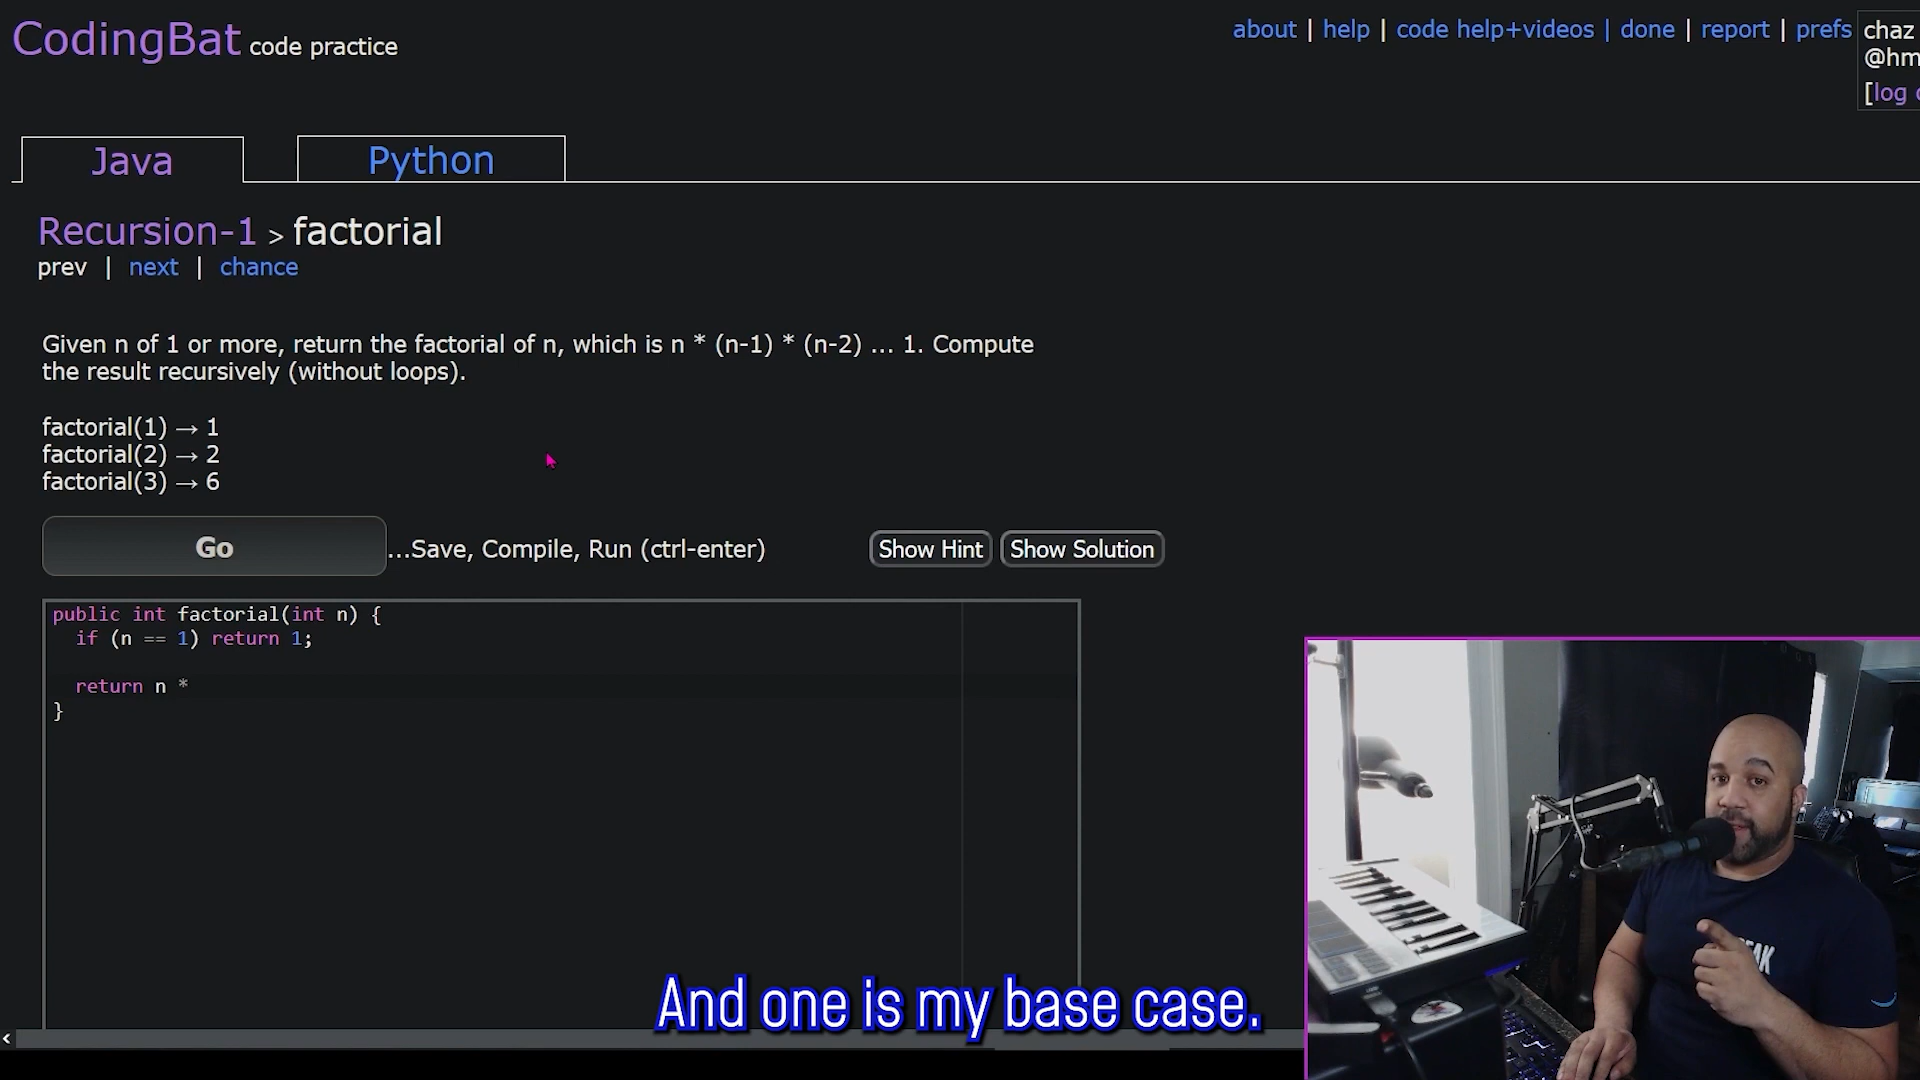 CodingBat code practice
about | help | code help+videos | done | report | prefs
chaz
@hm
[log
Java
Python
Recursion-1 > factorial
prev | next | chance
Given n of 1 or more, return the factorial of n, which is n * (n-1) * (n-2) ... 1. Compute
the result recursively (without loops).
factorial(1) → 1
factorial(2) → 2
factorial(3) → 6
Go
...Save, Compile, Run (ctrl-enter)
Show Hint
Show Solution
public int factorial(int n) {
if (n == 1) return 1;
return n *
}
And one is my base case.